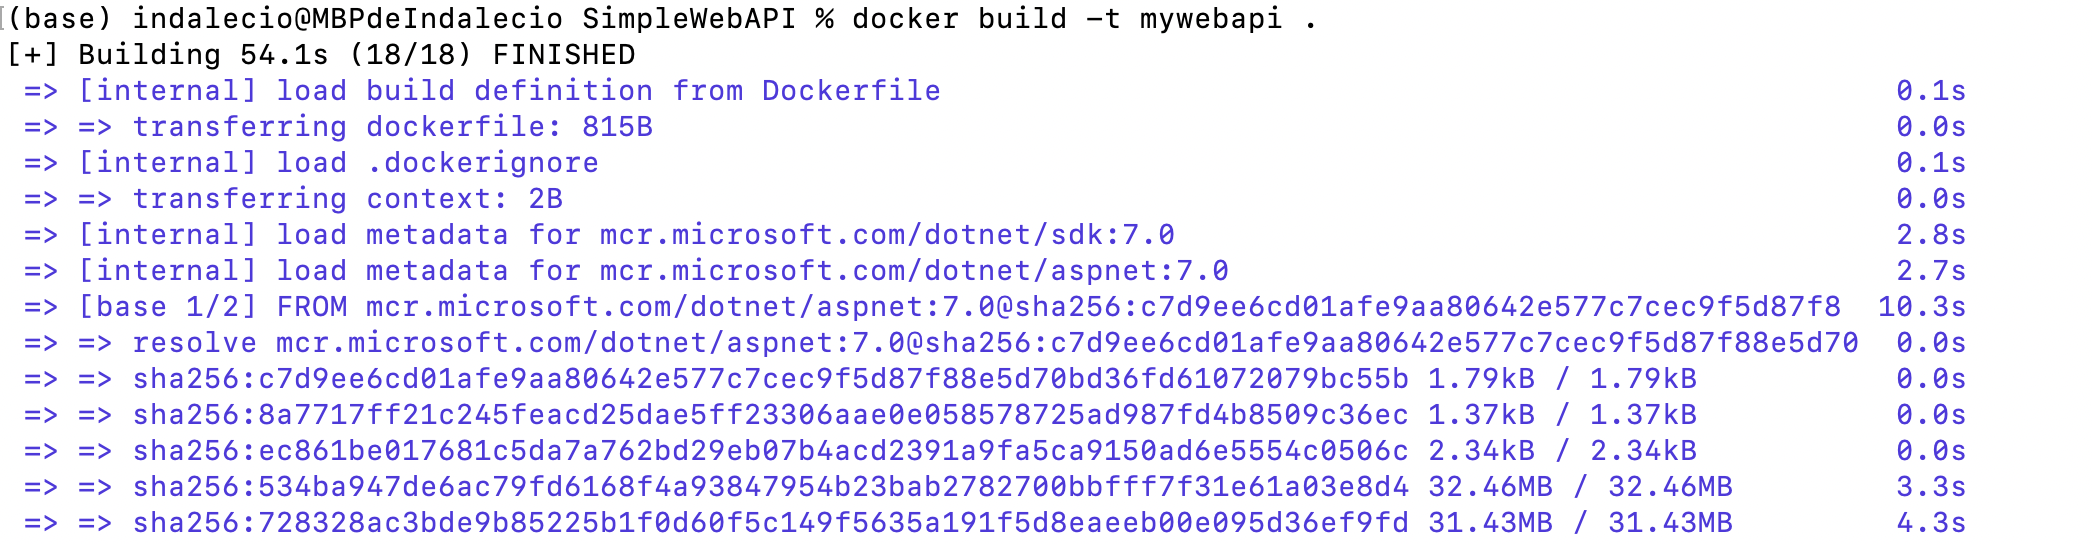 (base) indalecio@MBPdeIndalecio SimpleWebAPI % docker build -t mywebapi .
[+] Building 54.1s (18/18) FINISHED
=> [internal] load build definition from Dockerfile 0.1s
=> => transferring dockerfile: 815B 0.0s
=> [internal] load .dockerignore 0.1s
=> => transferring context: 2B 0.0s
=> [internal] load metadata for mcr.microsoft.com/dotnet/sdk:7.0 2.8s
=> [internal] load metadata for mcr.microsoft.com/dotnet/aspnet:7.0 2.7s
=> [base 1/2] FROM mcr.microsoft.com/dotnet/aspnet:7.0@sha256:c7d9ee6cd01afe9aa80642e577c7cec9f5d87f8 10.3s
=> => resolve mcr.microsoft.com/dotnet/aspnet:7.0@sha256:c7d9ee6cd01afe9aa80642e577c7cec9f5d87f88e5d70 0.0s
=> => sha256:c7d9ee6cd01afe9aa80642e577c7cec9f5d87f88e5d70bd36fd61072079bc55b 1.79kB / 1.79kB 0.0s
=> => sha256:8a7717ff21c245feacd25dae5ff23306aae0e058578725ad987fd4b8509c36ec 1.37kB / 1.37kB 0.0s
=> => sha256:ec861be017681c5da7a762bd29eb07b4acd2391a9fa5ca9150ad6e5554c0506c 2.34kB / 2.34kB 0.0s
=> => sha256:534ba947de6ac79fd6168f4a93847954b23bab2782700bbfff7f31e61a03e8d4 32.46MB / 32.46MB 3.3s
=> => sha256:728328ac3bde9b85225b1f0d60f5c149f5635a191f5d8eaeeb00e095d36ef9fd 31.43MB / 31.43MB 4.3s